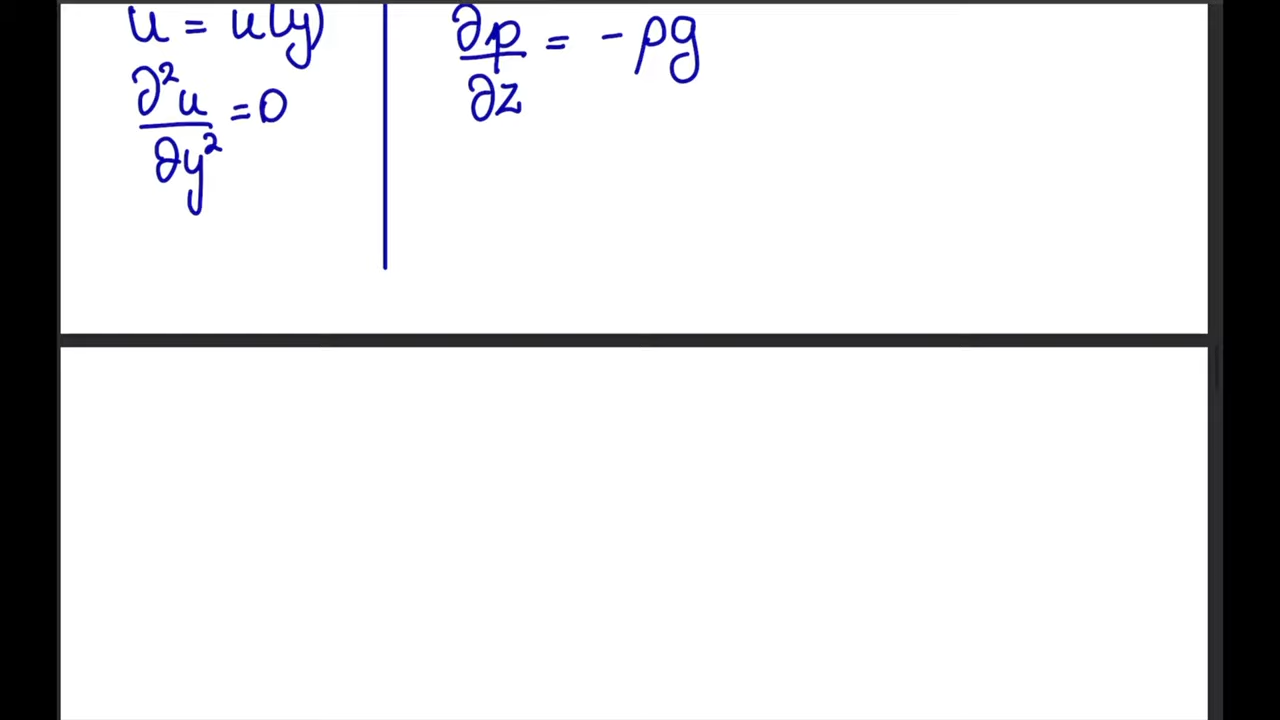 u = u(y)
∂²u/∂y² = 0
∂p/∂z = -ρg